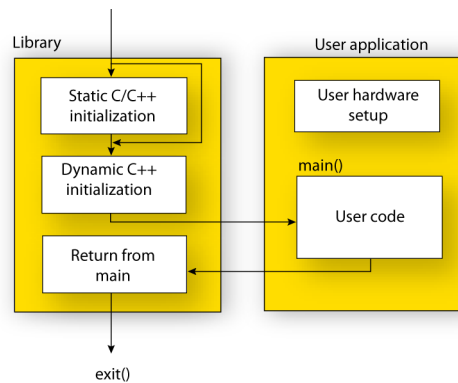 Library
Static C/C++
initialization
Dynamic C++
initialization
Return from
main
exit()
User application
User hardware
setup
main()
User code